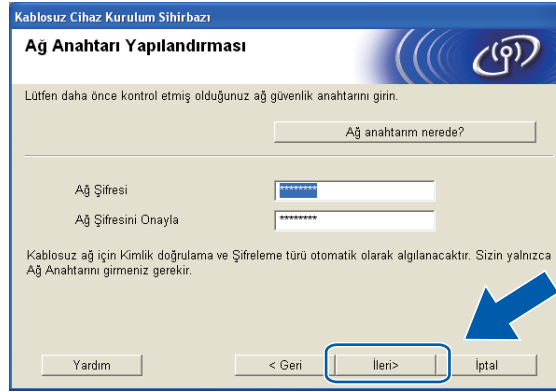 Kablosuz Cihaz Kurulum Sihirbazı
Ağ Anahtarı Yapılandırması
Lütfen daha önce kontrol etmiş olduğunuz ağ güvenlik anahtarını girin.
Ağ anahtarım nerede?
Ağ Şifresi ********
Ağ Şifresini Onayla ********
Kablosuz ağ için Kimlik doğrulama ve Şifreleme türü otomatik olarak algılanacaktır. Sizin yalnızca
Ağ Anahtarını girmeniz gerekir.
Yardım < Geri İleri> İptal